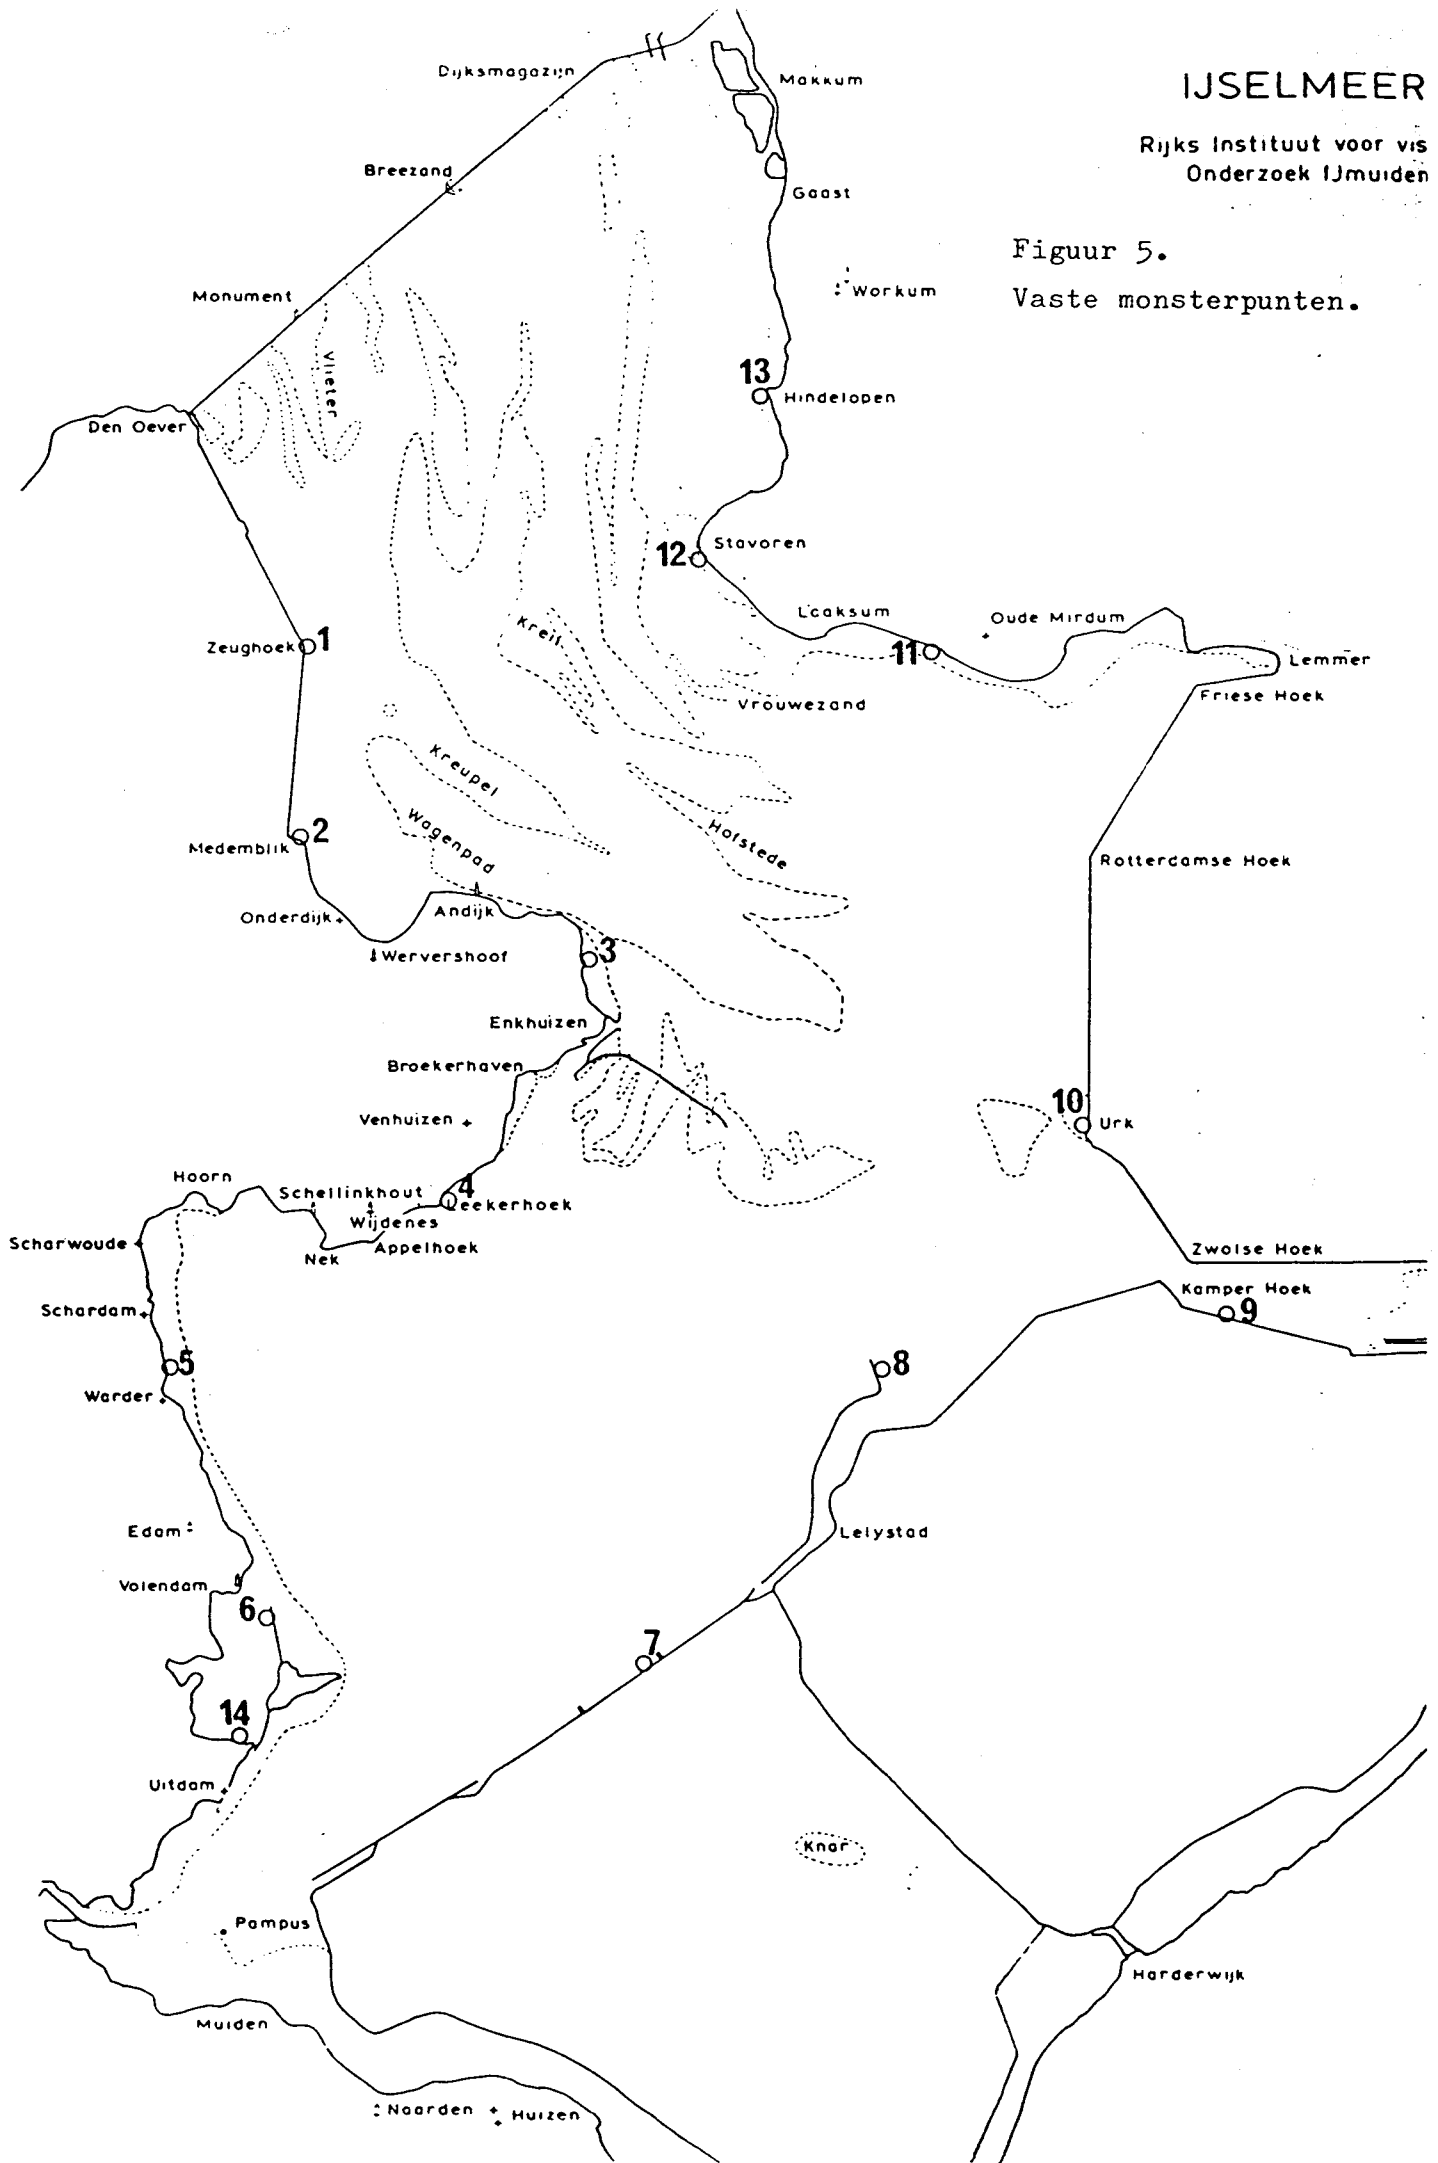 IJSELMEER
Rijks Instituut voor vis
Onderzoek IJmuiden
Figuur 5.
Vaste monsterpunten.
Dijksmagazijn
Makkum
Breezand
Gaast
Monument
Workum
Vlieter
13
Hindelopen
Den Oever
12
Stavoren
Laaksum
Oude Mirdum
Zeughoek
1
Kreil
11
Lemmer
Friese Hoek
Vrouwezand
Kreupel
Wagenpad
Hofstede
2
Medemblik
Rotterdamse Hoek
Onderdijk
Andijk
Wervershoof
3
Enkhuizen
Broekerhaven
Venhuizen
10
Urk
Hoorn
Schellinkhout
4
Leekerhoek
Wijdenes
Scharwoude
Nek
Appelhoek
Zwolse Hoek
Kamper Hoek
9
Schardam
5
8
Warder
Edam
Lelystad
Volendam
6
7
14
Uitdam
Knar
Pampus
Harderwijk
Muiden
Naarden
Huizen